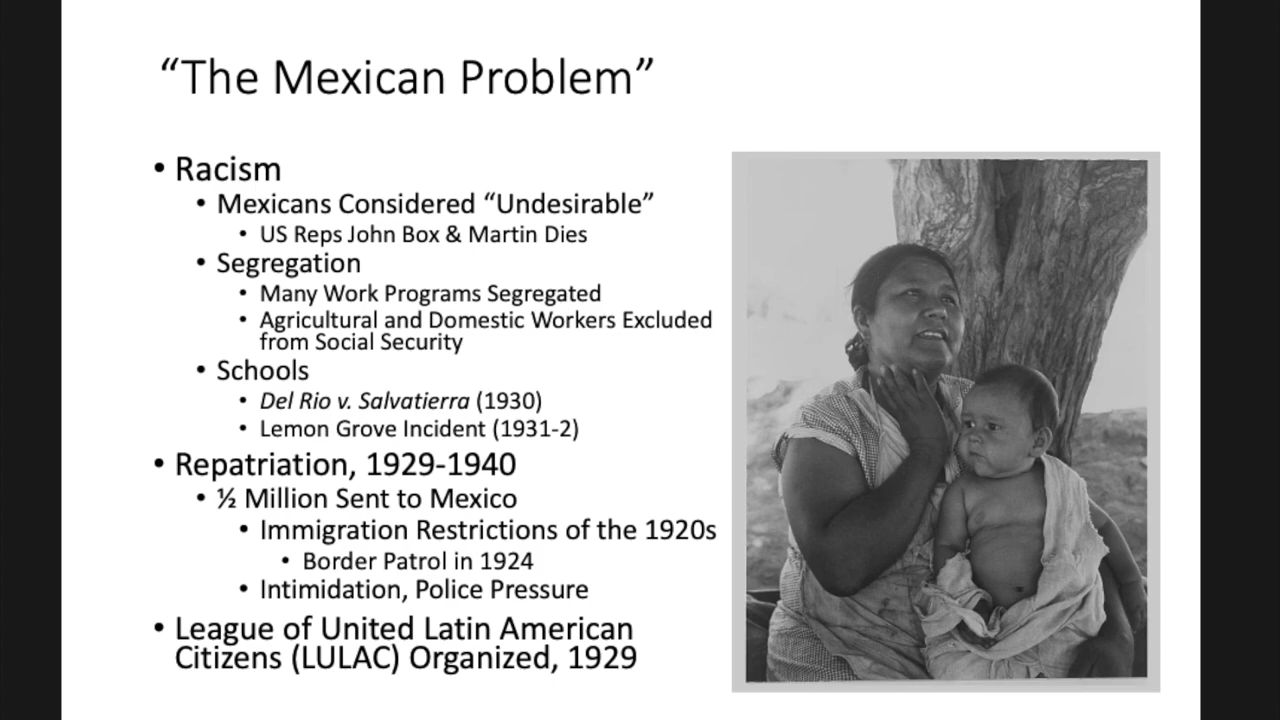 “The Mexican Problem”
• Racism
• Mexicans Considered “Undesirable”
• US Reps John Box & Martin Dies
• Segregation
• Many Work Programs Segregated
• Agricultural and Domestic Workers Excluded
from Social Security
• Schools
• Del Rio v. Salvatierra (1930)
• Lemon Grove Incident (1931-2)
• Repatriation, 1929-1940
• ½ Million Sent to Mexico
• Immigration Restrictions of the 1920s
• Border Patrol in 1924
• Intimidation, Police Pressure
• League of United Latin American
Citizens (LULAC) Organized, 1929